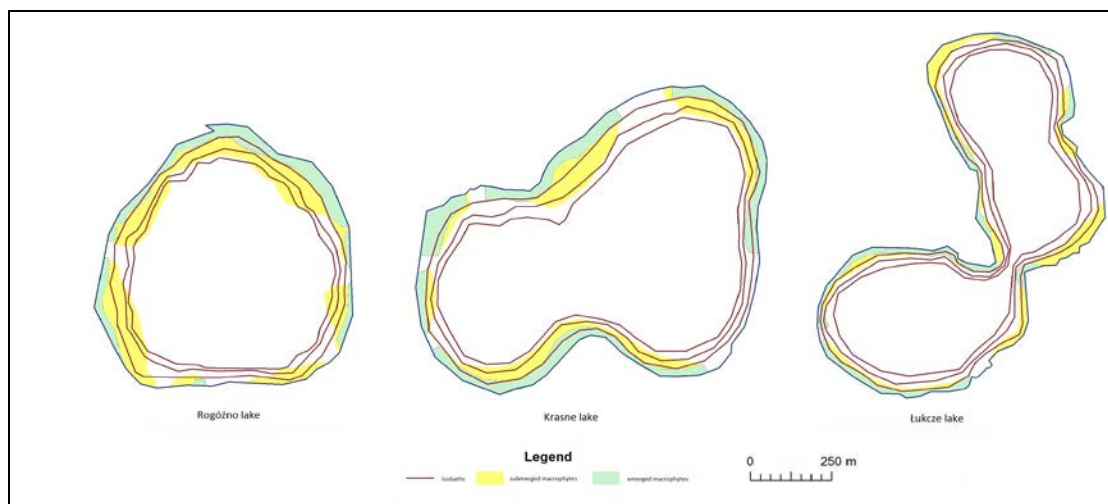 Rogóźno lake
Krasne lake
Łukcze lake
Legend
isobaths
submerged macrophytes
emerged macrophytes
0 250 m